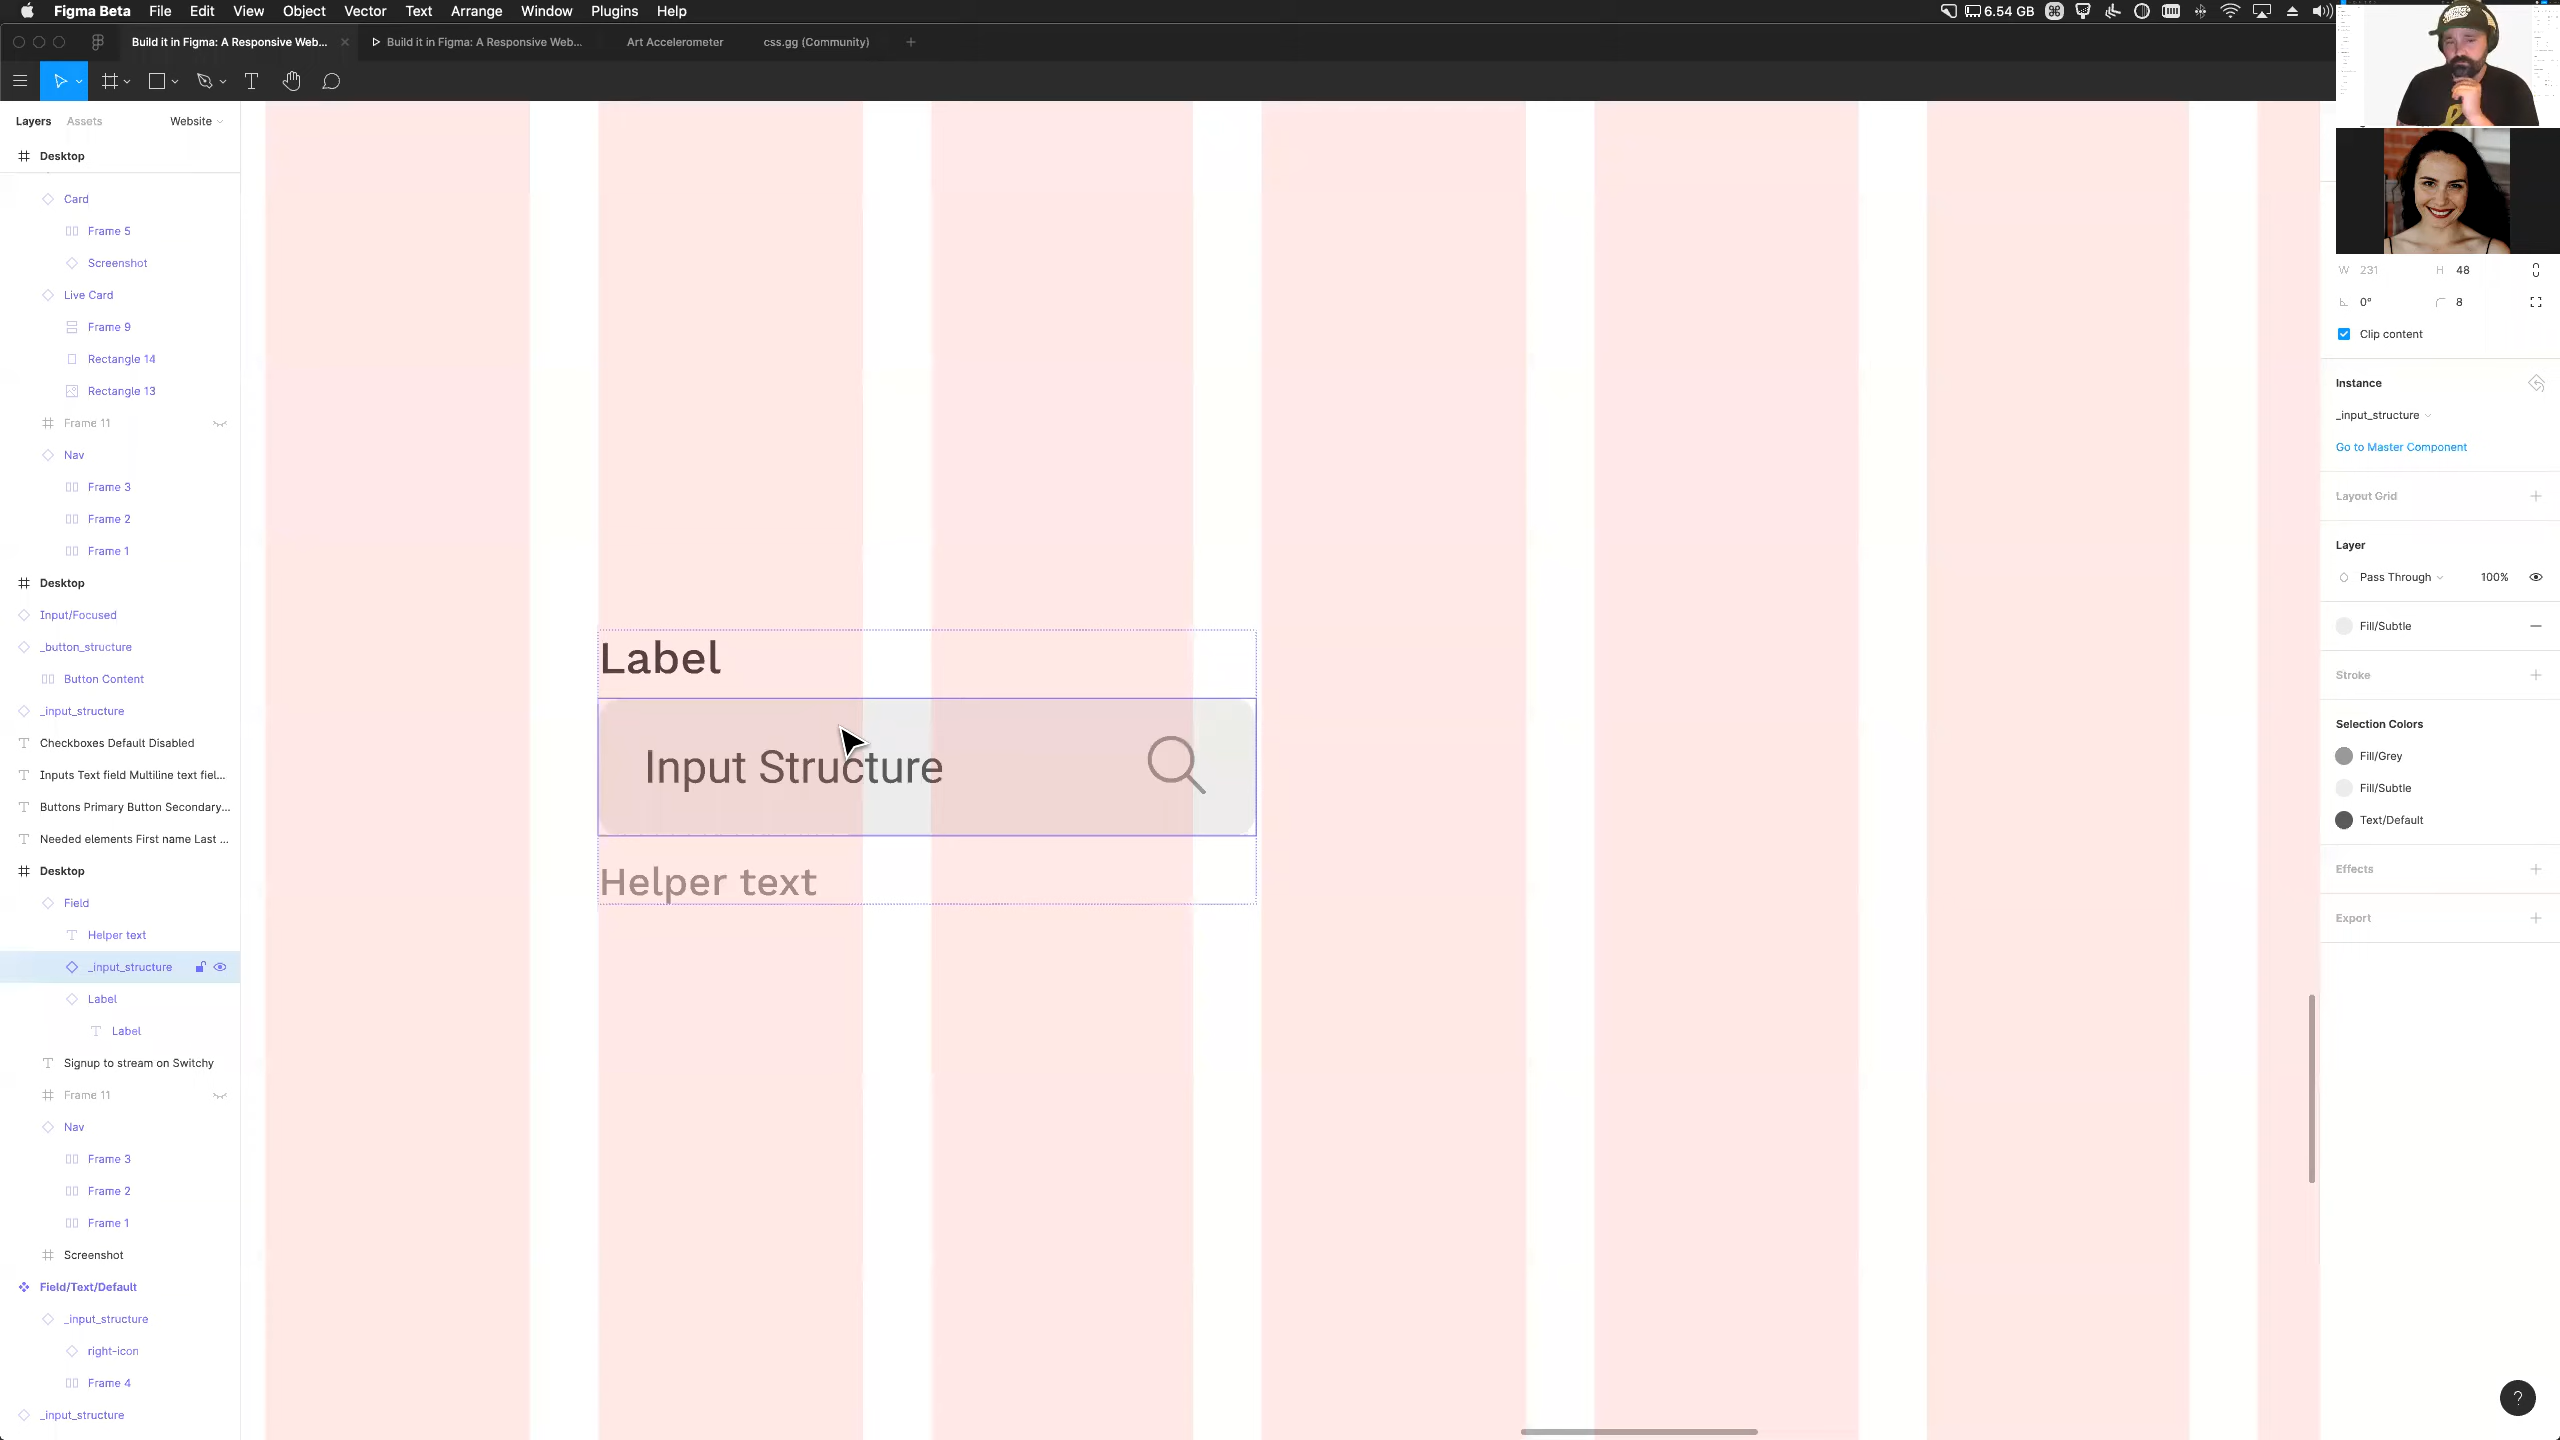 Figma Beta File Edit View Object Vector Text Arrange Window Plugins Help 6.54 GB
Build it in Figma: A Responsive Web... Build it in Figma: A Responsive Web... Art Accelerometer css.gg (Community)
Layers Assets Website
Desktop
Card
Frame 5
Screenshot
Live Card
Frame 9
Rectangle 14
Rectangle 13
Frame 11
Nav
Frame 3
Frame 2
Frame 1
Desktop
Input/Focused
_button_structure
Button Content
_input_structure
Checkboxes Default Disabled
Inputs Text field Multiline text fiel...
Buttons Primary Button Secondary...
Needed elements First name Last ...
Desktop
Field
Helper text
_input_structure
Label
Label
Signup to stream on Switchy
Frame 11
Nav
Frame 3
Frame 2
Frame 1
Screenshot
Field/Text/Default
_input_structure
right-icon
Frame 4
_input_structure
Label
Input Structure
Helper text
W 231 H 48
0° 8
Clip content
Instance
_input_structure
Go to Master Component
Layout Grid
Layer
Pass Through 100%
Fill/Subtle
Stroke
Selection Colors
Fill/Grey
Fill/Subtle
Text/Default
Effects
Export
?